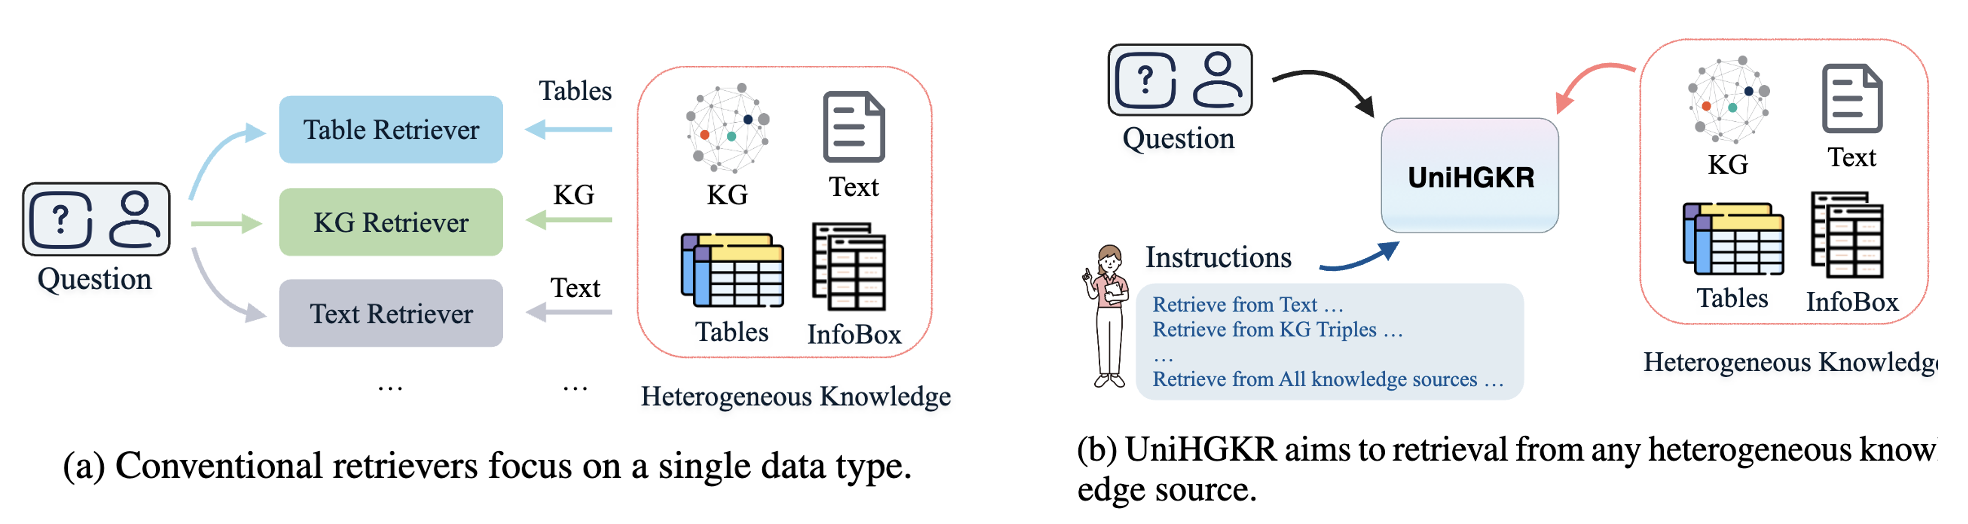 Tables
Table Retriever
KG
KG Retriever
Text
Text Retriever
...
...
?
Question
KG
Text
Tables
InfoBox
Heterogeneous Knowledge
(a) Conventional retrievers focus on a single data type.
?
Question
UniHGKR
Instructions
Retrieve from Text ...
Retrieve from KG Triples ...
...
Retrieve from All knowledge sources ...
KG
Text
Tables
InfoBox
Heterogeneous Knowledg
(b) UniHGKR aims to retrieval from any heterogeneous know
edge source.